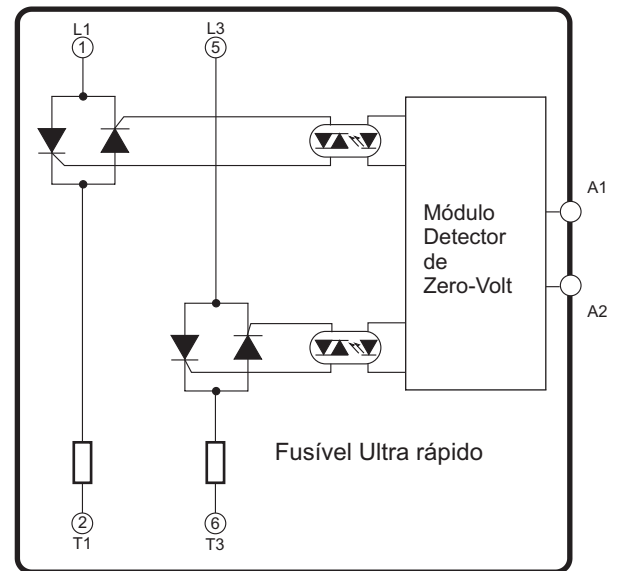 L1
1
L3
5
Módulo
Detector
de
Zero-Volt
A1
A2
Fusível Ultra rápido
2
T1
6
T3